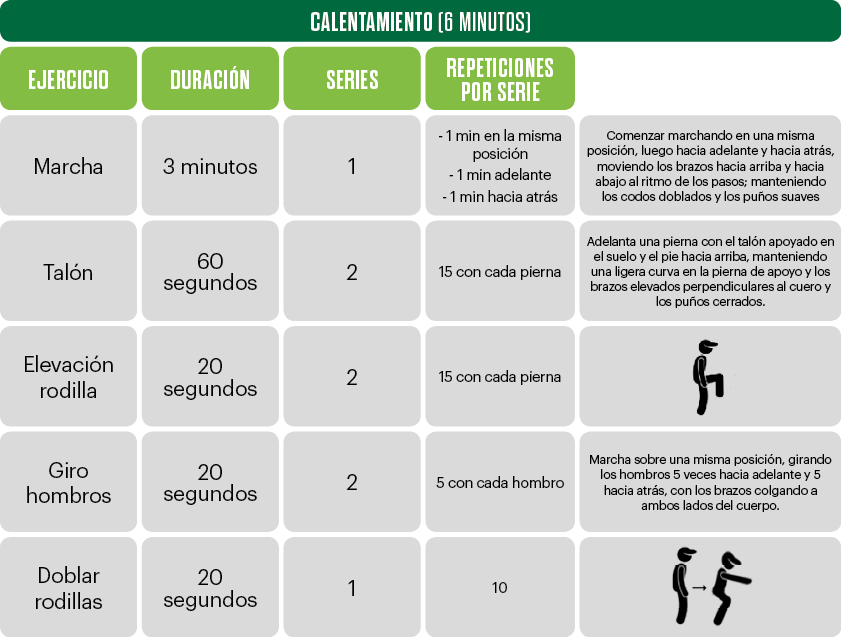 CALENTAMIENTO (6 MINUTOS)
EJERCICIO
DURACIÓN
SERIES
REPETICIONES
POR SERIE
Marcha
3 minutos
1
- 1 min en la misma
posición
- 1 min adelante
- 1 min hacia atrás
Comenzar marchando en una misma
posición, luego hacia adelante y hacia atrás,
moviendo los brazos hacia arriba y hacia
abajo al ritmo de los pasos; manteniendo
los codos doblados y los puños suaves
Talón
60
segundos
2
15 con cada pierna
Adelanta una pierna con el talón apoyado en
el suelo y el pie hacia arriba, manteniendo
una ligera curva en la pierna de apoyo y los
brazos elevados perpendiculares al cuero y
los puños cerrados.
Elevación
rodilla
20
segundos
2
15 con cada pierna
Giro
hombros
20
segundos
2
5 con cada hombro
Marcha sobre una misma posición, girando
los hombros 5 veces hacia adelante y 5
hacia atrás, con los brazos colgando a
ambos lados del cuerpo.
Doblar
rodillas
20
segundos
1
10